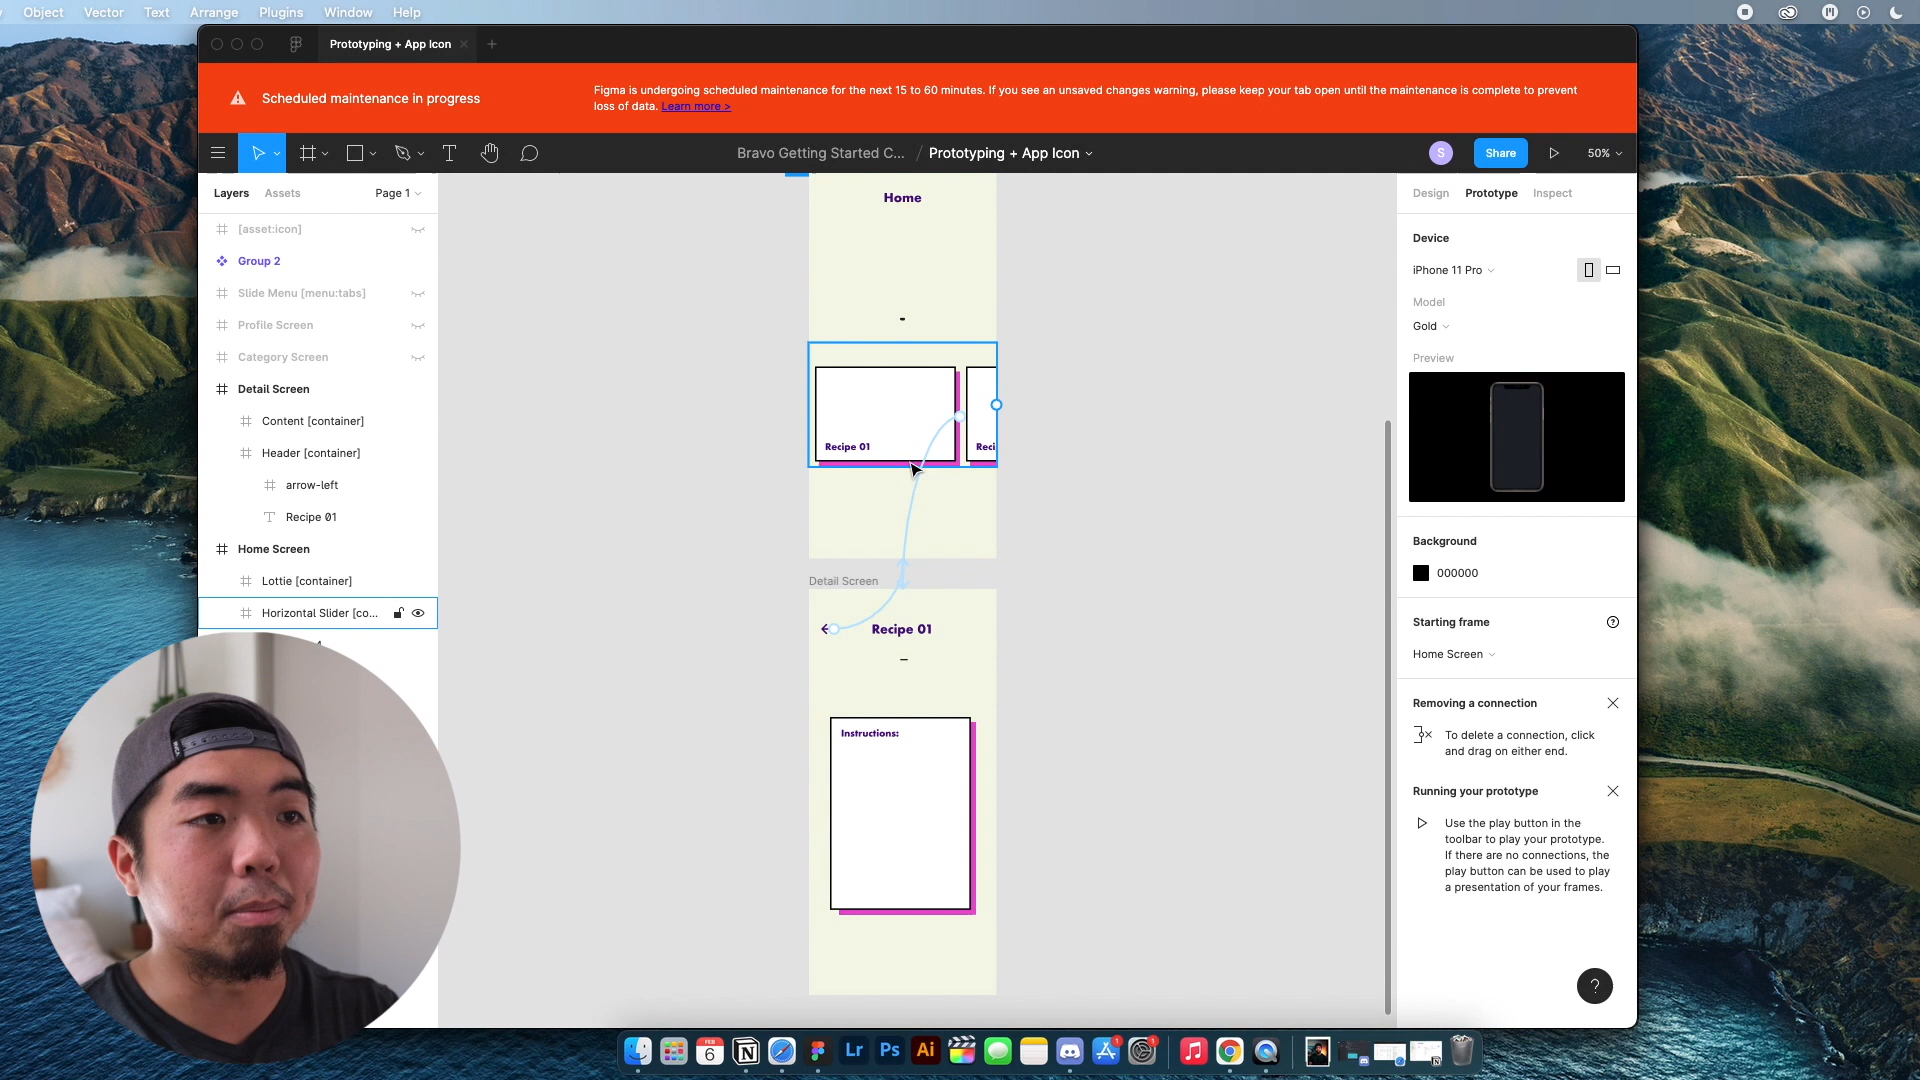 Object Vector Text Arrange Plugins Window Help
Prototyping + App Icon
Scheduled maintenance in progress
Figma is undergoing scheduled maintenance for the next 15 to 60 minutes. If you see an unsaved changes warning, please keep your tab open until the maintenance is complete to prevent
loss of data. Learn more >
Bravo Getting Started C... / Prototyping + App Icon
S
Share
50%
Layers Assets Page 1
[asset:icon]
Group 2
Slide Menu [menu:tabs]
Profile Screen
Category Screen
Detail Screen
Content [container]
Header [container]
arrow-left
Recipe 01
Home Screen
Lottie [container]
Horizontal Slider [co...
Home
Recipe 01
Reci
Detail Screen
Recipe 01
Instructions:
Design Prototype Inspect
Device
iPhone 11 Pro
Model
Gold
Preview
Background
000000
Starting frame
Home Screen
Removing a connection
To delete a connection, click
and drag on either end.
Running your prototype
Use the play button in the
toolbar to play your prototype.
If there are no connections, the
play button can be used to play
a presentation of your frames.
?
FEB
6
Lr
Ps
Ai
1
1